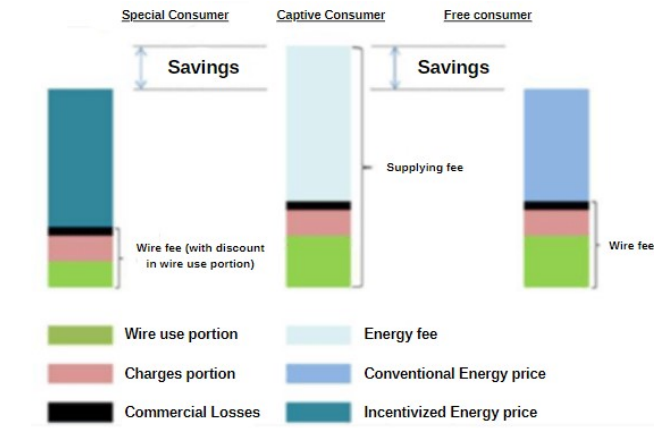 Special Consumer
Captive Consumer
Free consumer
Savings
Savings
Supplying fee
Wire fee (with discount
in wire use portion)
Wire fee
Wire use portion
Energy fee
Charges portion
Conventional Energy price
Commercial Losses
Incentivized Energy price